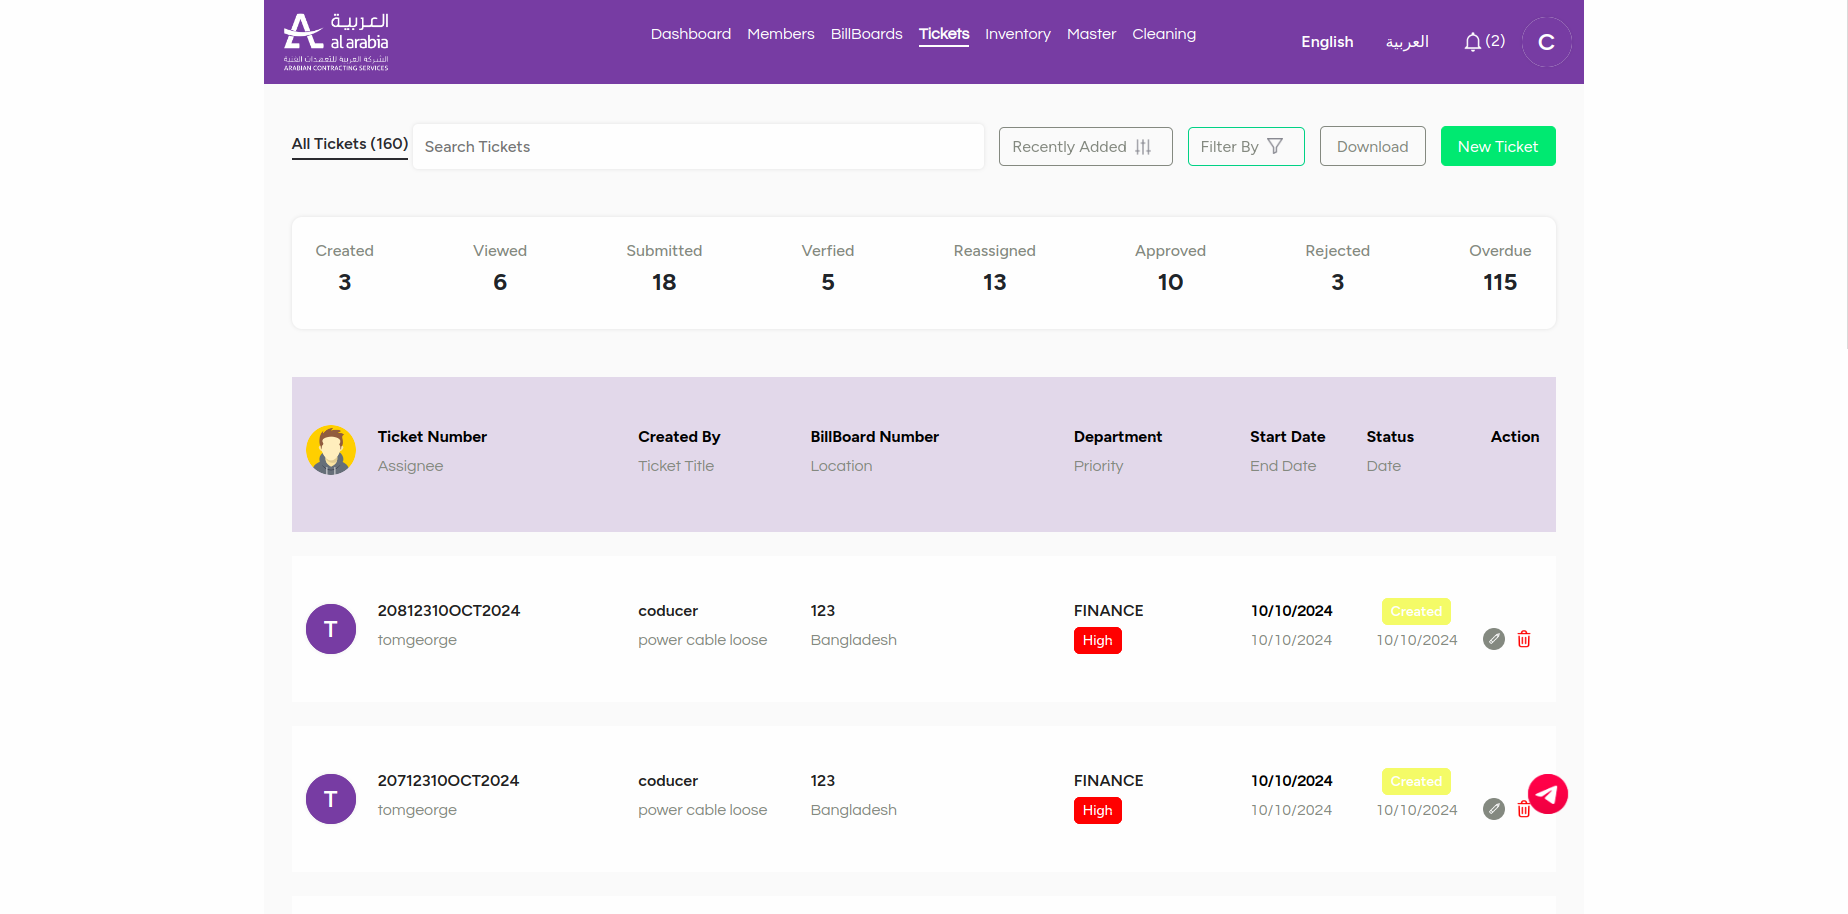 العربية
al arabia
الشركة العربية للتعهدات الفنية
ARABIAN CONTRACTING SERVICES
Dashboard Members BillBoards Tickets Inventory Master Cleaning
English العربية (2) C
All Tickets (160) Search Tickets Recently Added Filter By Download New Ticket
Created Viewed Submitted Verfied Reassigned Approved Rejected Overdue
3 6 18 5 13 10 3 115
Ticket Number Created By BillBoard Number Department Start Date Status Action
Assignee Ticket Title Location Priority End Date Date
T
20812310OCT2024 coducer 123 FINANCE 10/10/2024 Created
tomgeorge power cable loose Bangladesh High 10/10/2024 10/10/2024
T
20712310OCT2024 coducer 123 FINANCE 10/10/2024 Created
tomgeorge power cable loose Bangladesh High 10/10/2024 10/10/2024